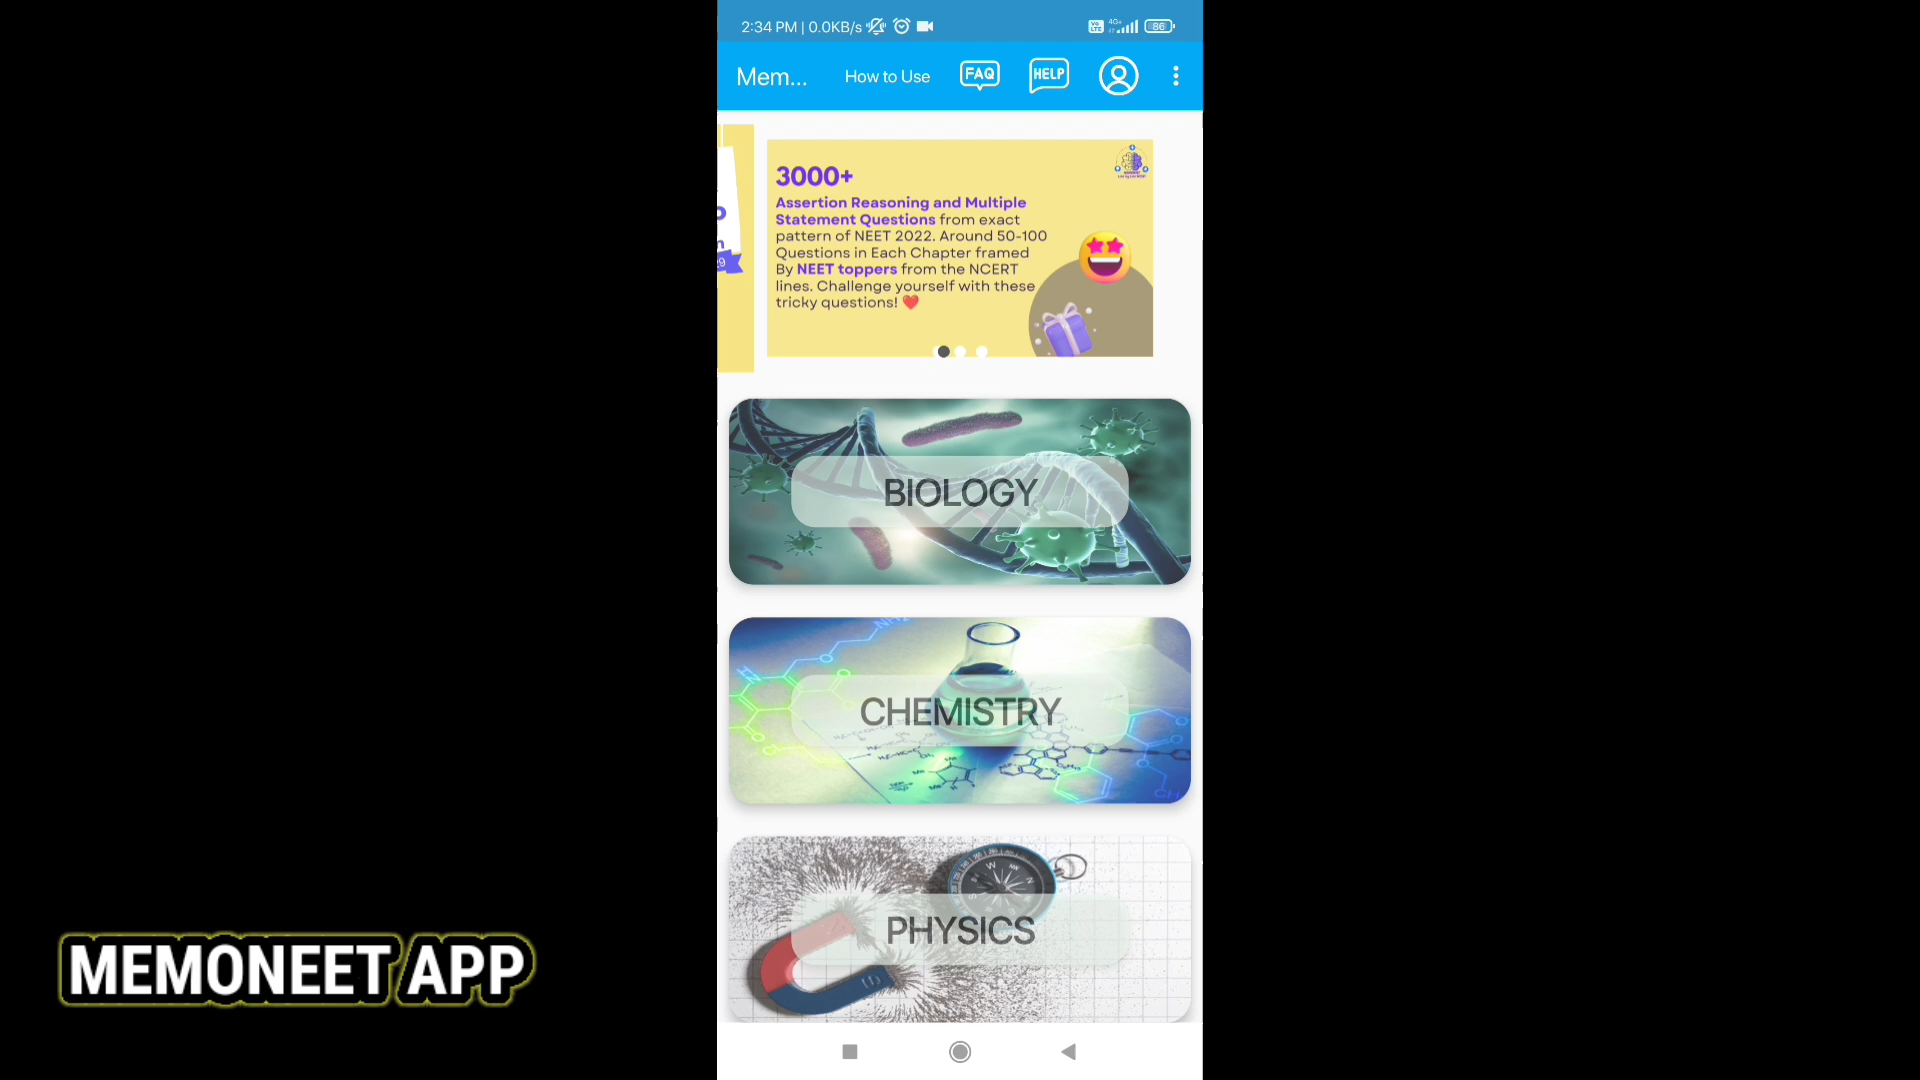 2:34 PM | 0.0KB/s
4G+
86
Mem...
How to Use
FAQ
HELP
3000+
Assertion Reasoning and Multiple
Statement Questions from exact
pattern of NEET 2022. Around 50-100
Questions in Each Chapter framed
By NEET toppers from the NCERT
lines. Challenge yourself with these
tricky questions! ❤️
BIOLOGY
CHEMISTRY
PHYSICS
MEMONEET APP